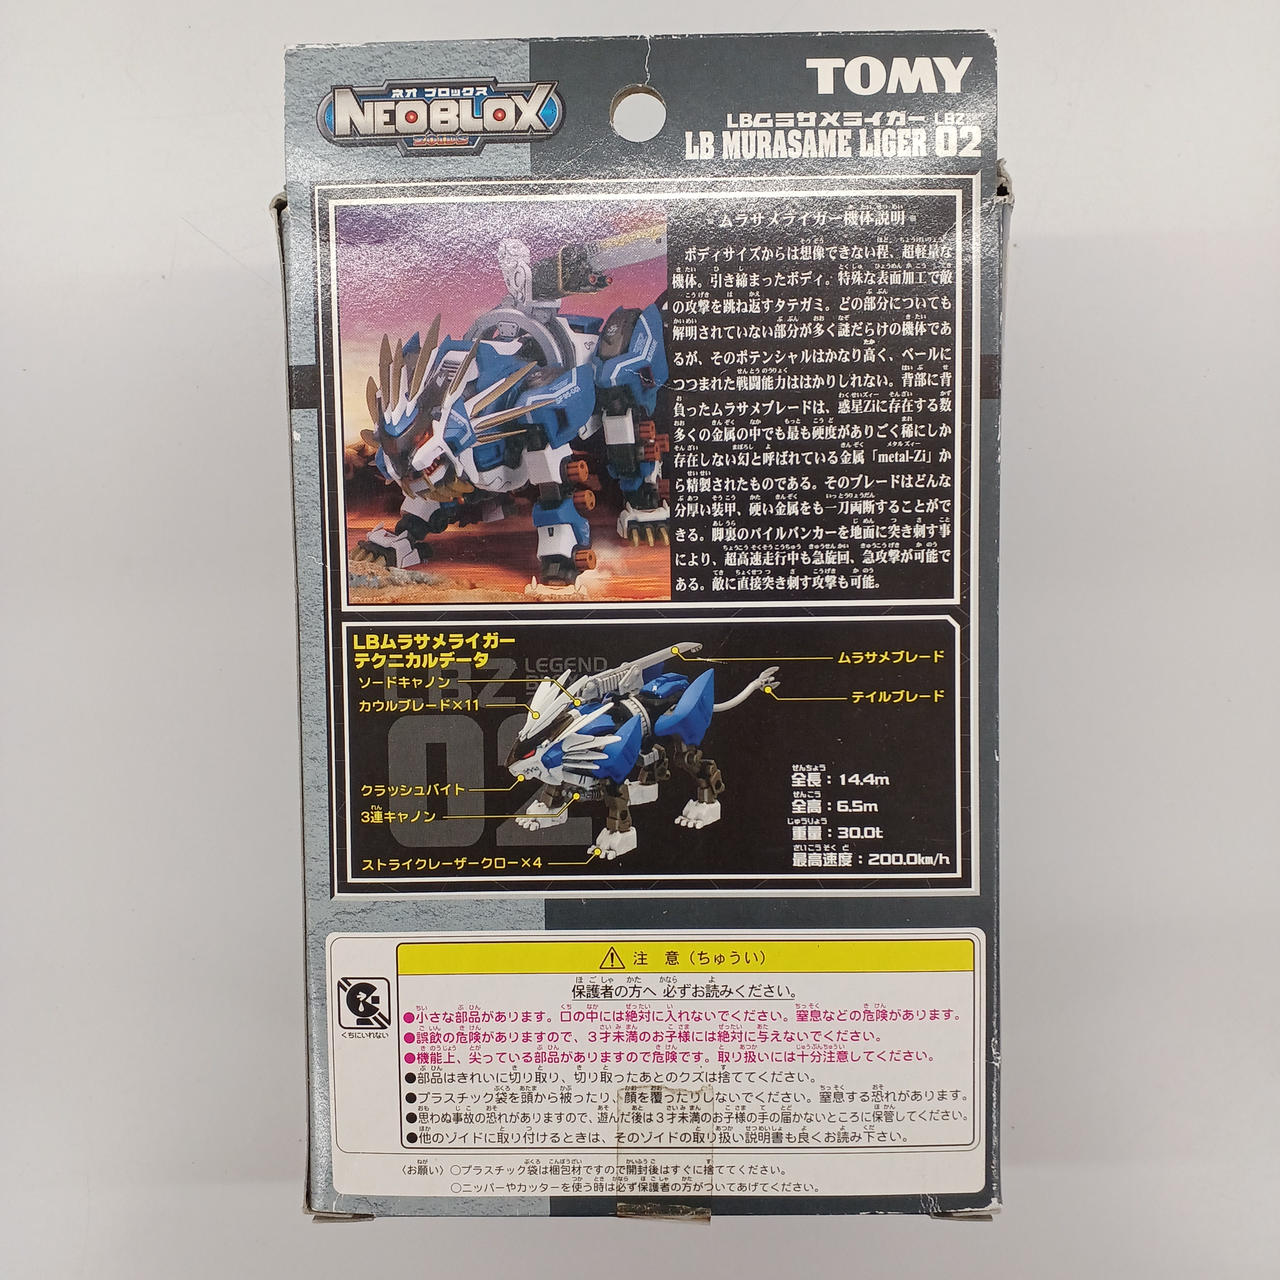 ネオ ブロックス
NEOBLOX
ZOIDS
TOMY
LBムラサメライガー LBZ
LB MURASAME LIGER 02
ムラサメライガー機体説明
ボディサイズからは想像できない程、超軽量な
機体。引き締まったボディ。特殊な表面加工で敵
の攻撃を跳ね返すタテガミ。どの部分についても
解明されていない部分が多く謎だらけの機体であ
るが、そのポテンシャルはかなり高く、ベールに
つつまれた戦闘能力ははかりしれない。背部に背
負ったムラサメブレードは、惑星Ziに存在する数
多くの金属の中でも最も硬度がありごく稀にしか
存在しない幻と呼ばれている金属「metal-Zi」か
ら精製されたものである。そのブレードはどんな
分厚い装甲、硬い金属をも一刀両断することがで
きる。脚裏のパイルバンカーを地面に突き刺す事
により、超高速走行中も急旋回、急攻撃が可能で
ある。敵に直接突き刺す攻撃も可能。
LBムラサメライガー
テクニカルデータ
LBZ LEGEND
02
ソードキャノン
カウルブレード×11
クラッシュバイト
3連キャノン
ストライクレーザークロー×4
ムラサメブレード
テイルブレード
全長：14.4m
全高：6.5m
重量：30.0t
最高速度：200.0km/h
くちにいれない
注 意（ちゅうい）
保護者の方へ 必ずお読みください。
●小さな部品があります。口の中には絶対に入れないでください。窒息などの危険があります。
●誤飲の危険がありますので、3才未満のお子様には絶対に与えないでください。
●機能上、尖っている部品がありますので危険です。取り扱いには十分注意してください。
●部品はきれいに切り取り、切り取ったあとのクズは捨ててください。
●プラスチック袋を頭から被ったり、顔を覆ったりしないでください。窒息する恐れがあります。
●思わぬ事故の恐れがありますので、遊んだ後は3才未満のお子様の手の届かないところに保管してください。
●他のゾイドに取り付けるときは、そのゾイドの取り扱い説明書も良くお読み下さい。
〈お願い〉○プラスチック袋は梱包材ですので開封後はすぐに捨ててください。
○ニッパーやカッターを使う時は必ず保護者の方がついてあげてください。